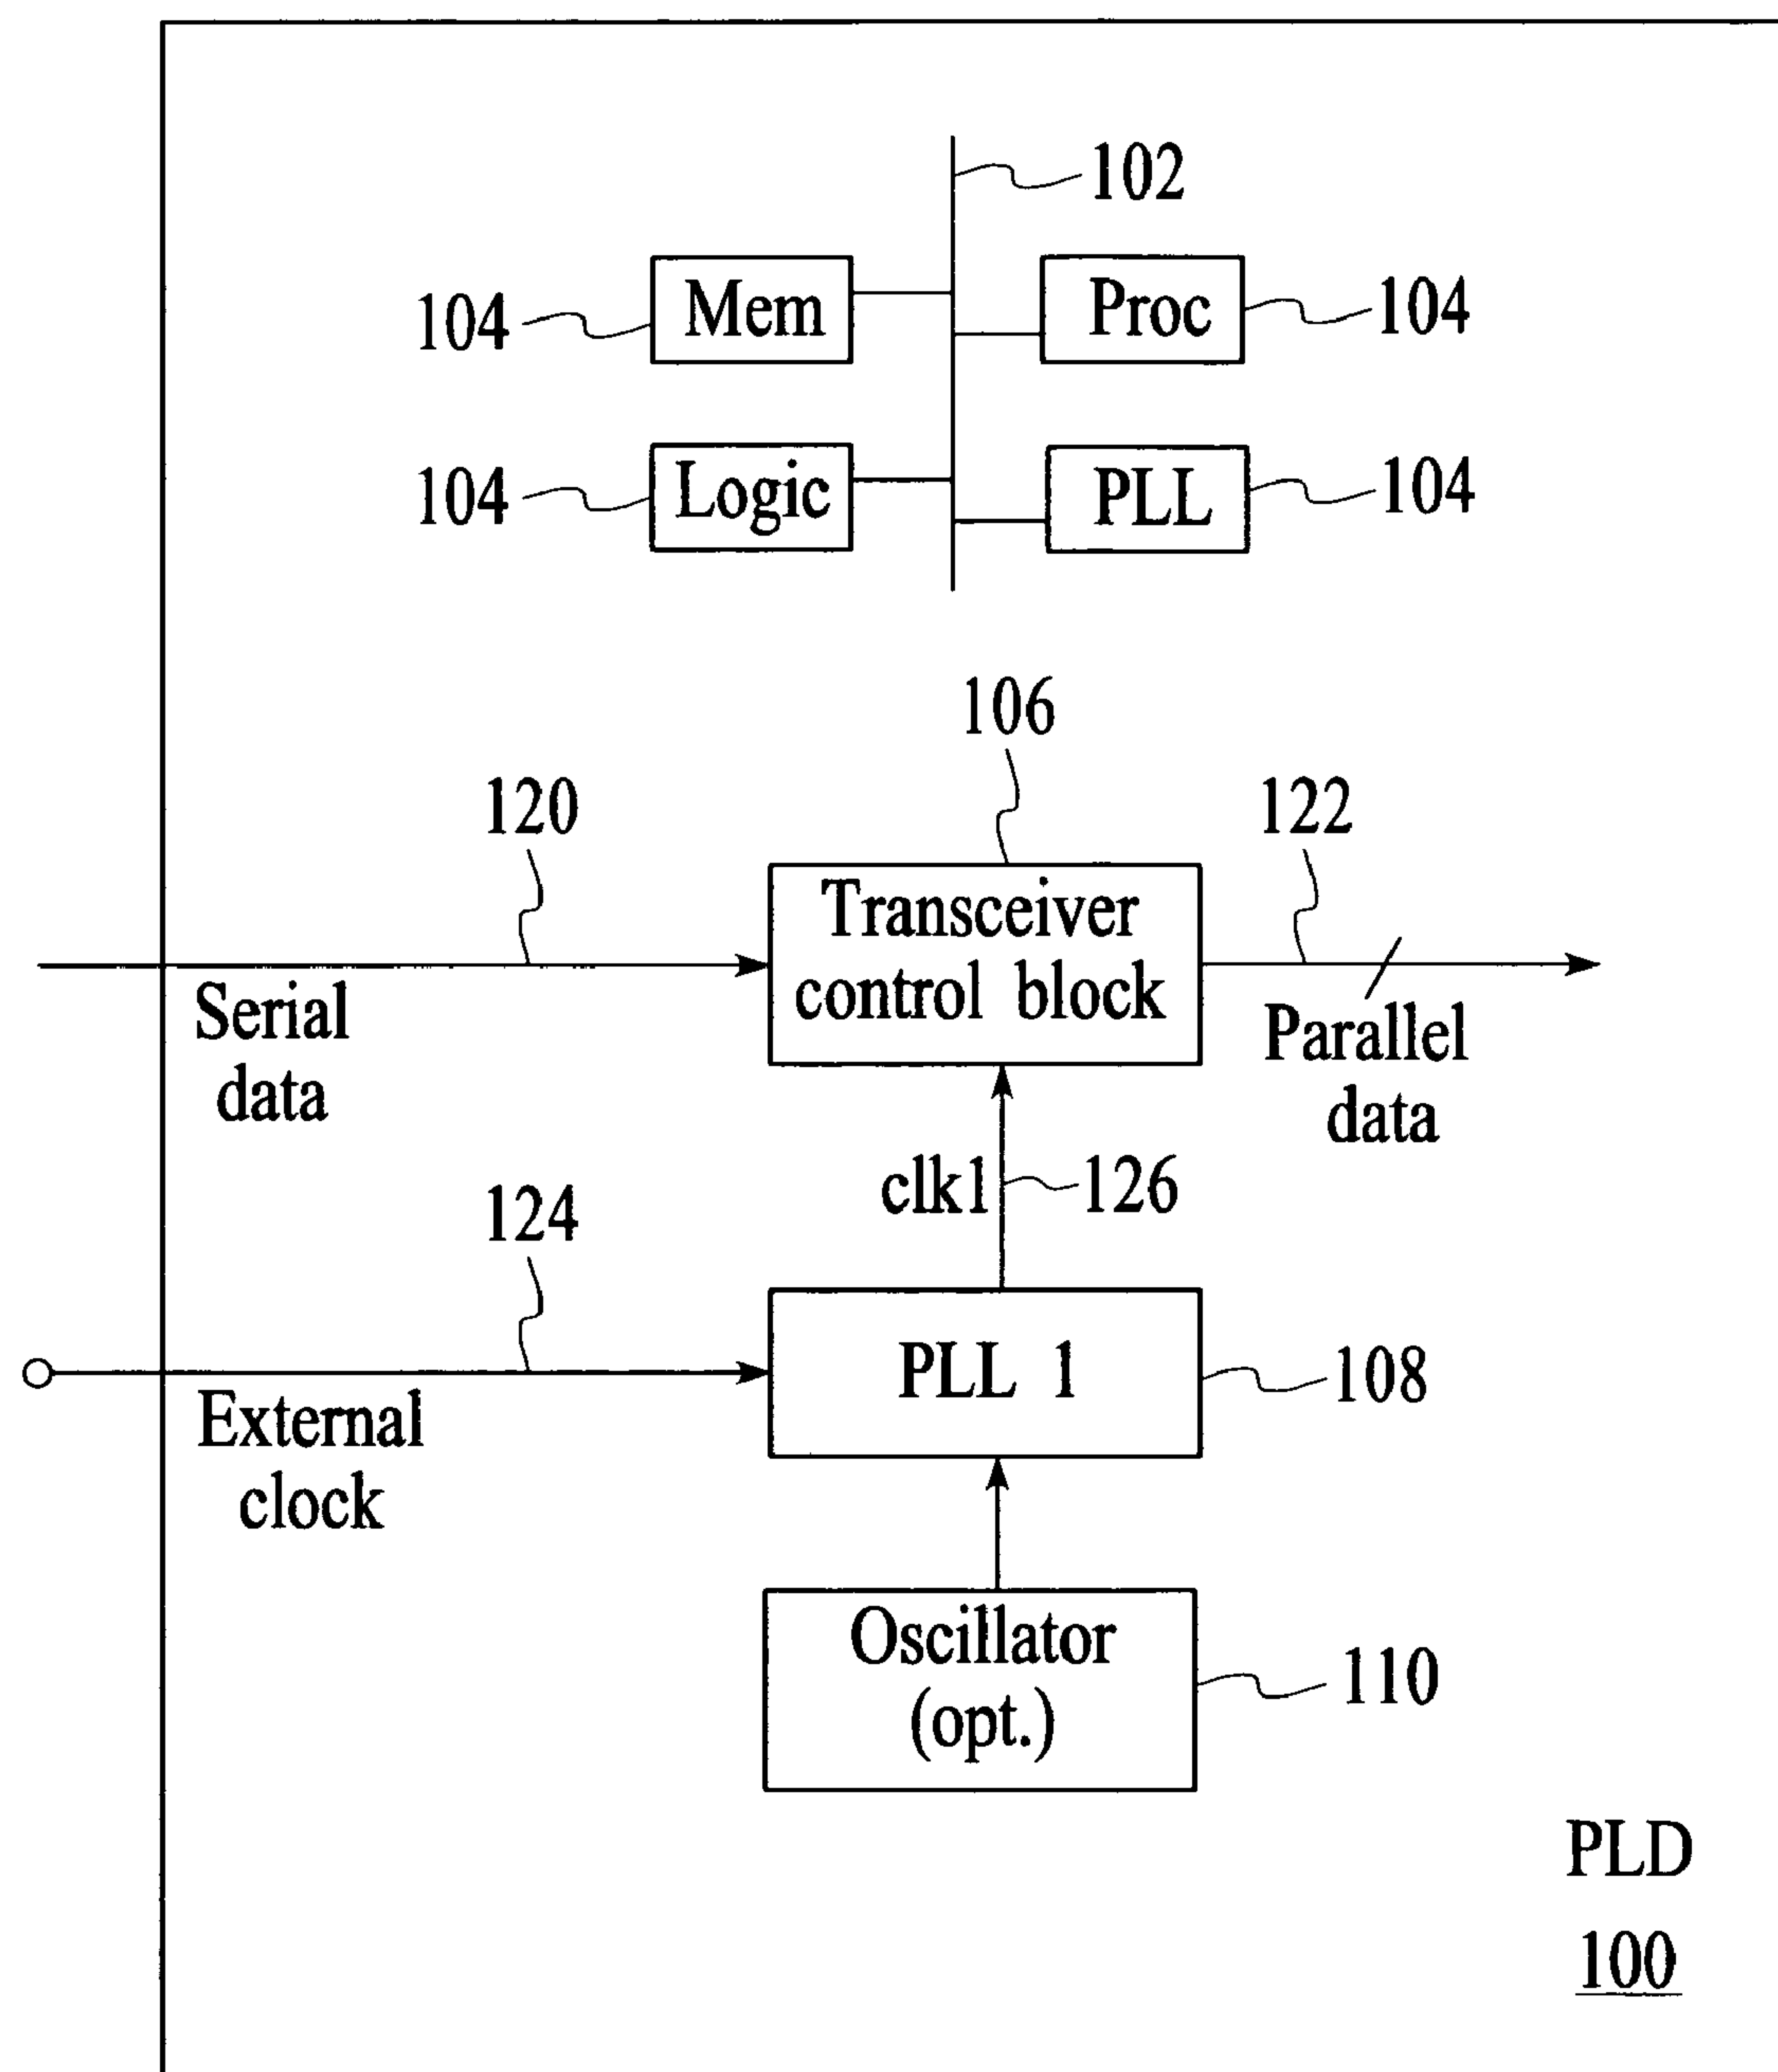 102
104
Mem
Proc
104
104
Logic
PLL
104
106
120
122
Transceiver
control block
Serial
data
Parallel
data
clk1
126
124
PLL 1
108
External
clock
Oscillator
(opt.)
110
PLD
100